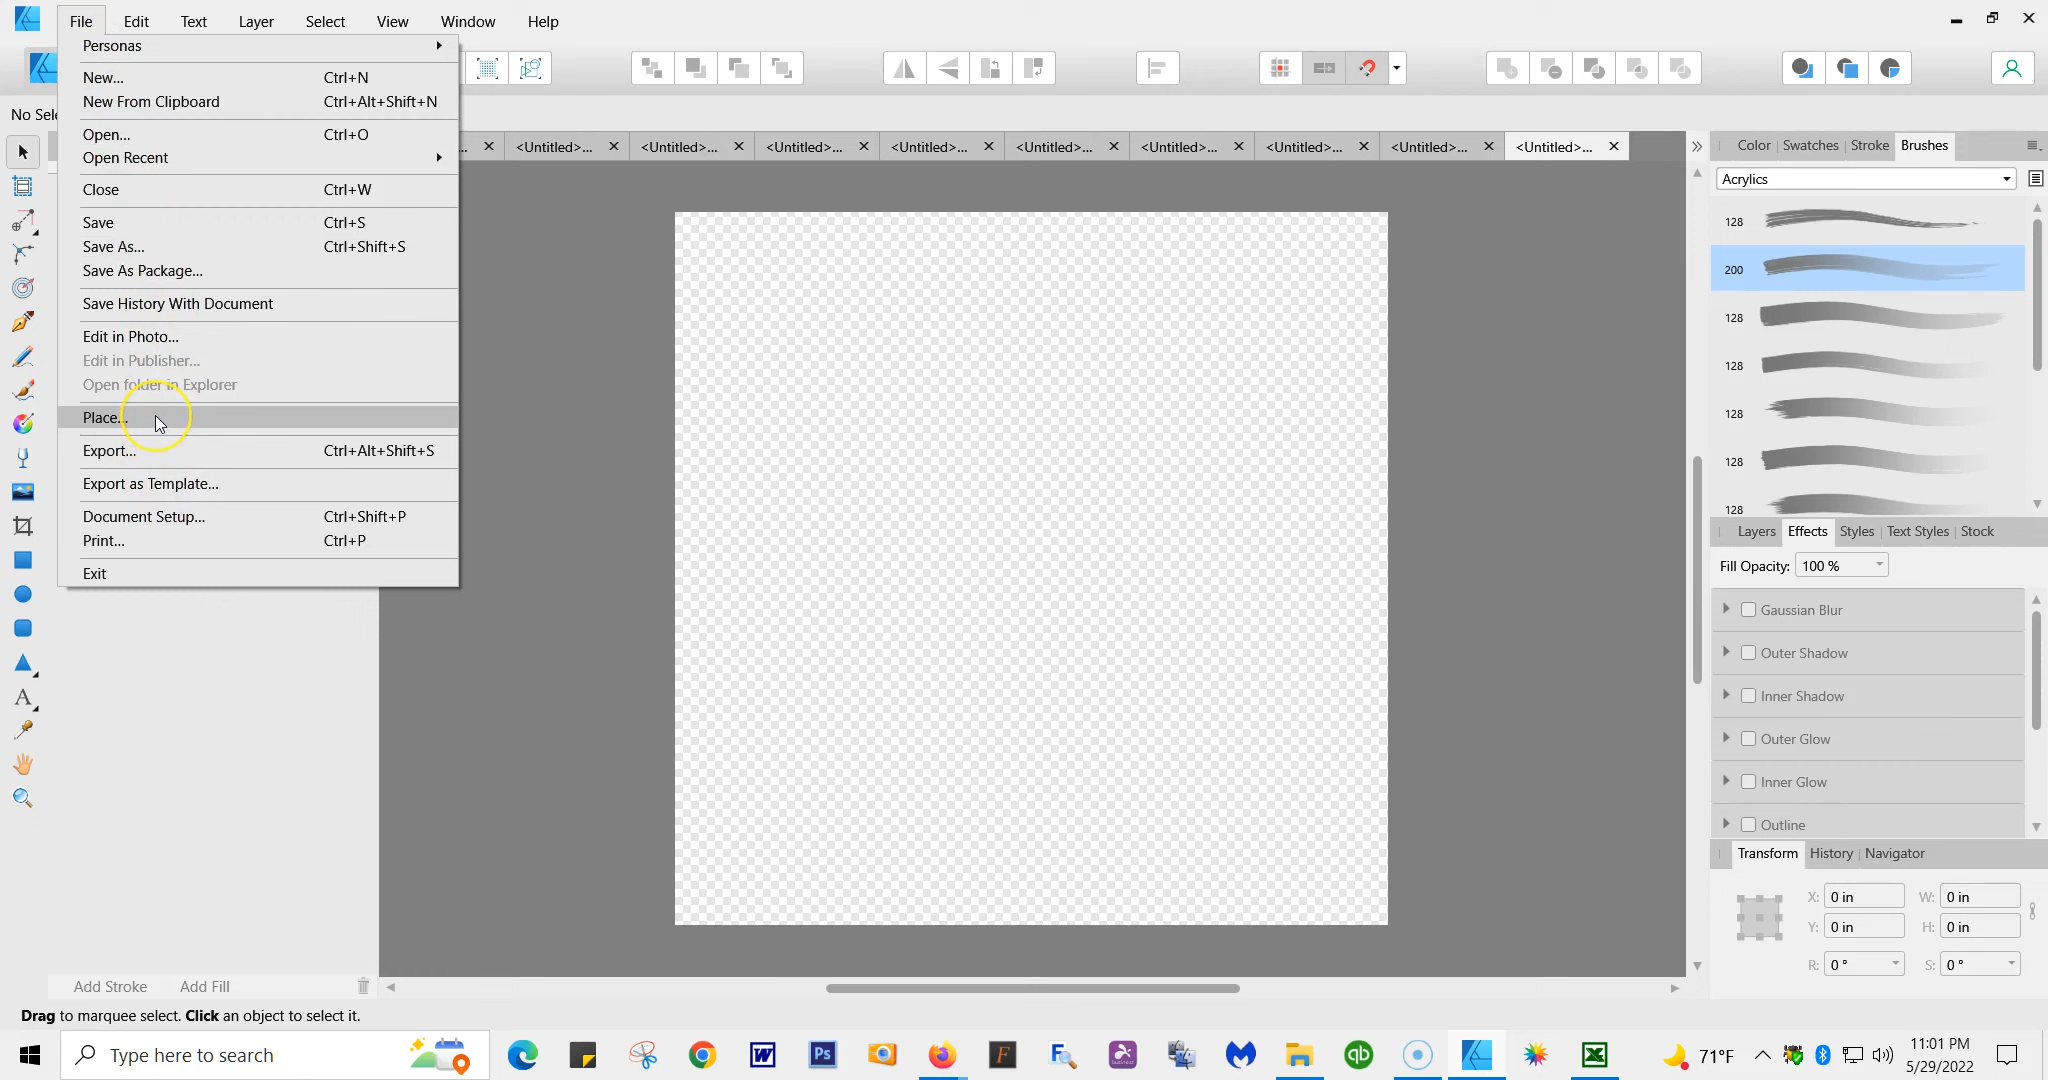 File Edit Text Layer Select View Window Help
Personas
New... Ctrl+N
New From Clipboard Ctrl+Alt+Shift+N
Open... Ctrl+O
Open Recent
Close Ctrl+W
Save Ctrl+S
Save As... Ctrl+Shift+S
Save As Package...
Save History With Document
Edit in Photo...
Edit in Publisher...
Open folder in Explorer
Place...
Export... Ctrl+Alt+Shift+S
Export as Template...
Document Setup... Ctrl+Shift+P
Print... Ctrl+P
Exit
No Sele
... <Untitled>... <Untitled>... <Untitled>... <Untitled>... <Untitled>... <Untitled>... <Untitled>... <Untitled>... <Untitled>...
Color Swatches Stroke Brushes
Acrylics
128
200
128
128
128
128
128
Layers Effects Styles Text Styles Stock
Fill Opacity: 100 %
Gaussian Blur
Outer Shadow
Inner Shadow
Outer Glow
Inner Glow
Outline
Transform History Navigator
X: 0 in W: 0 in
Y: 0 in H: 0 in
R: 0 ° S: 0 °
Add Stroke Add Fill
Drag to marquee select. Click an object to select it.
Type here to search
W Ps F qb X
71°F
11:01 PM
5/29/2022